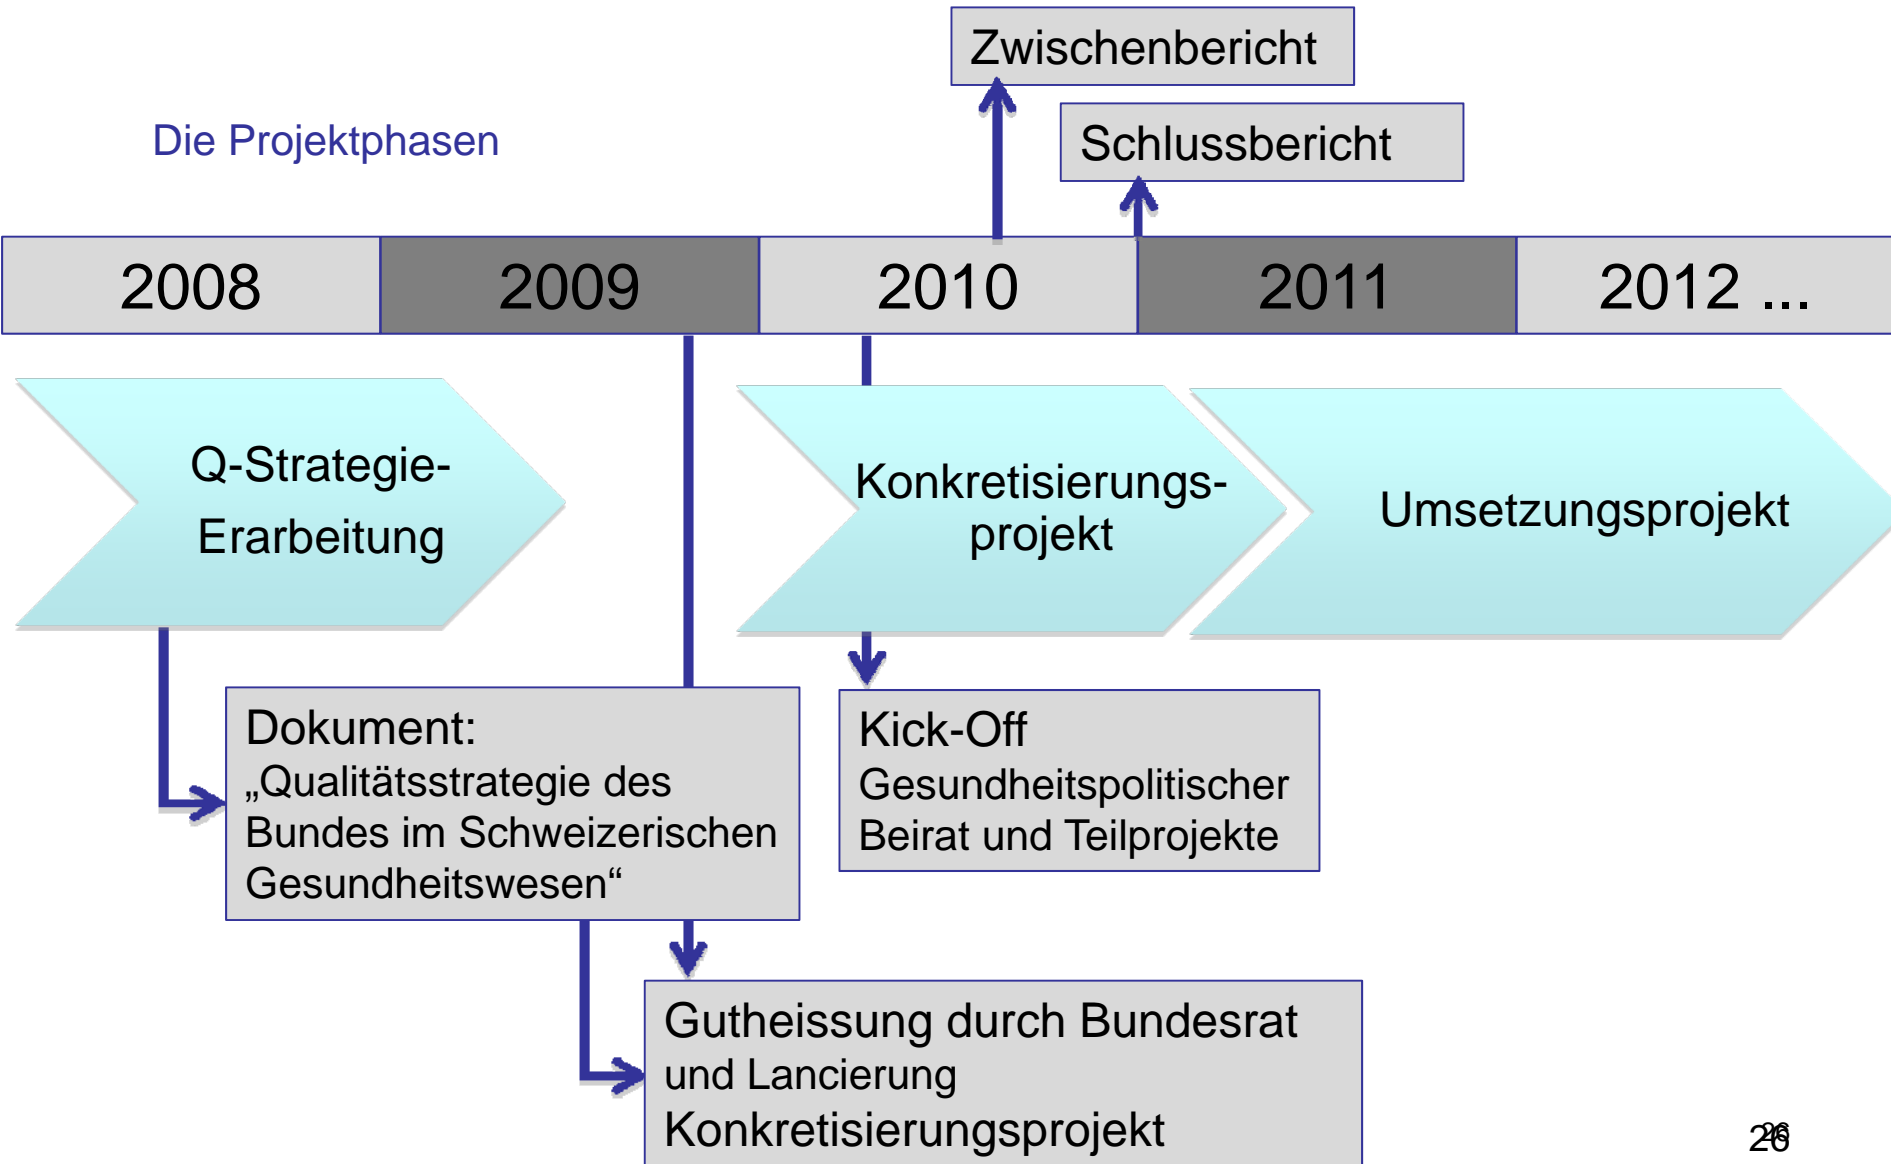 Zwischenbericht
Die Projektphasen
Schlussbericht
2008
2009
2010
2011
2012 ...
Q-Strategie-
Erarbeitung
Konkretisierungs-
projekt
Umsetzungsprojekt
Dokument:
„Qualitätsstrategie des
Bundes im Schweizerischen
Gesundheitswesen“
Kick-Off
Gesundheitspolitischer
Beirat und Teilprojekte
Gutheissung durch Bundesrat
und Lancierung
Konkretisierungsprojekt
26